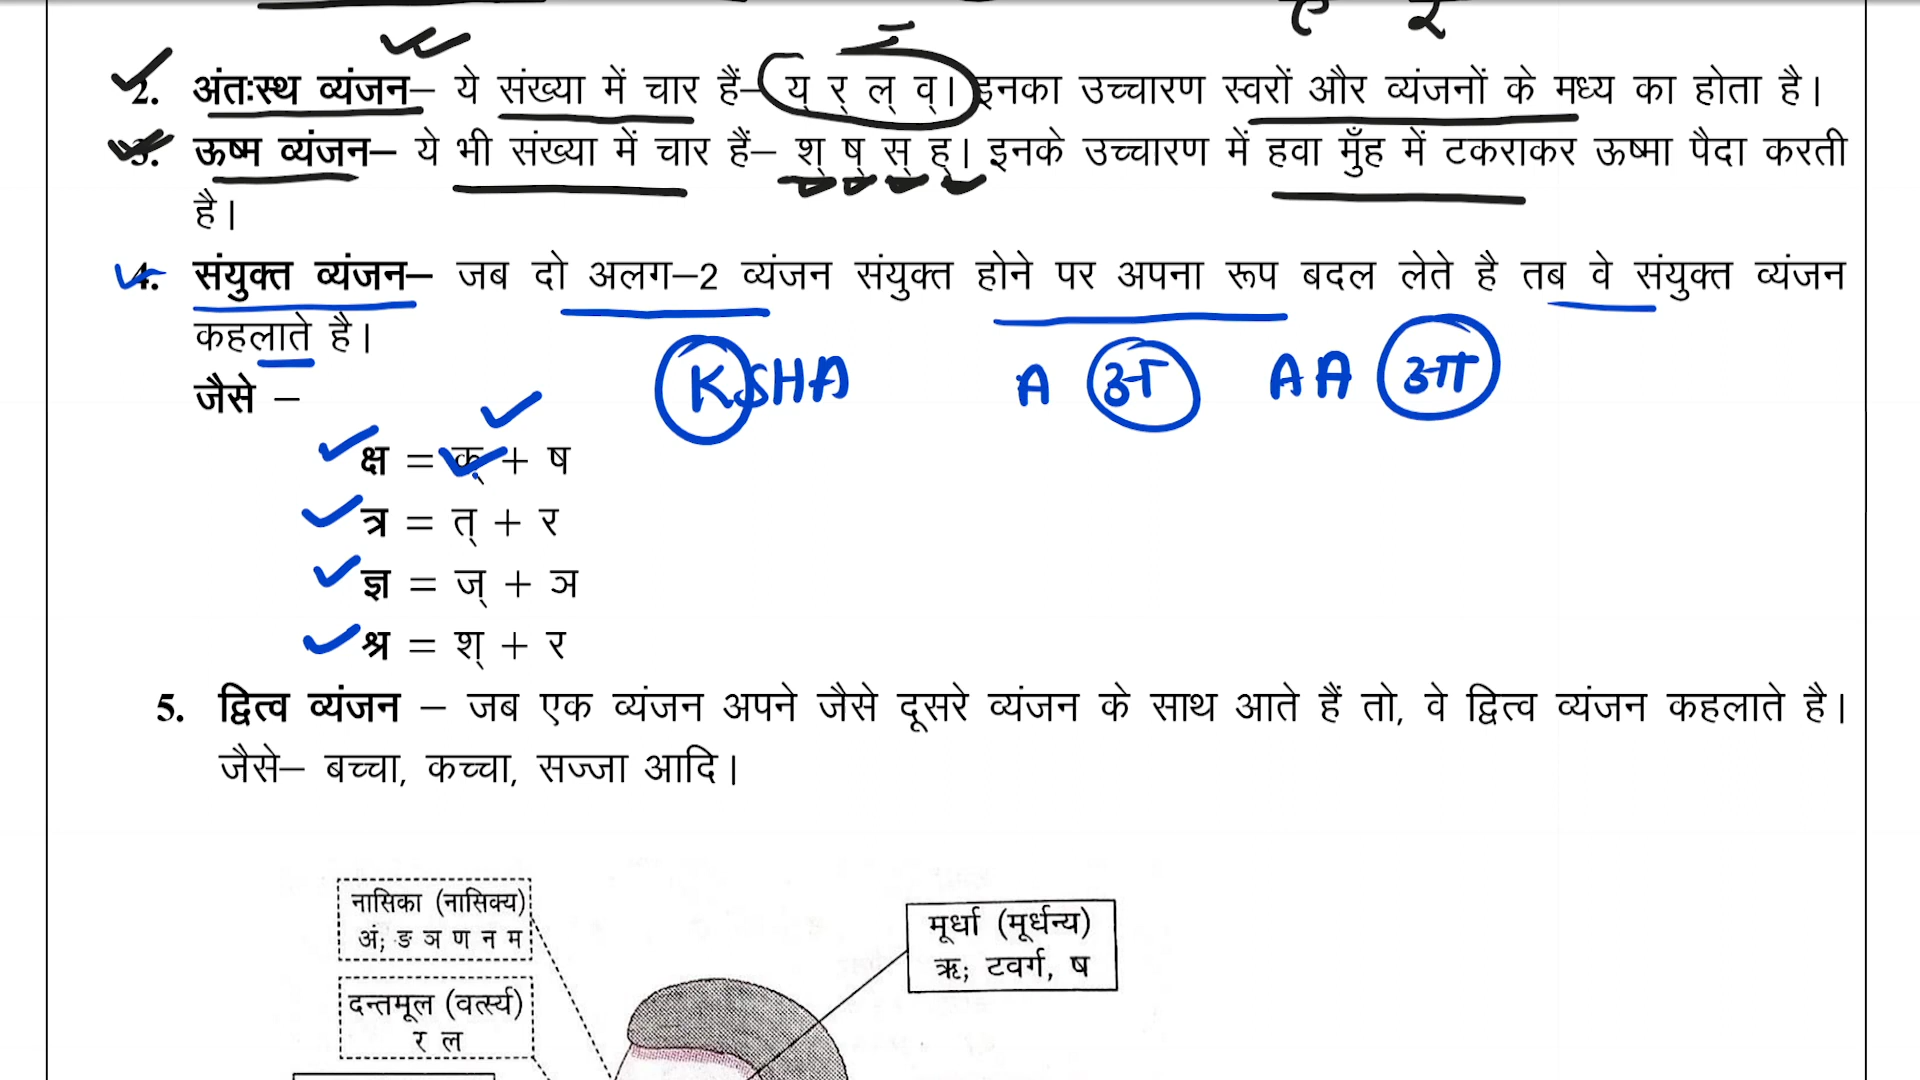 ए र
2. अंतःस्थ व्यंजन– ये संख्या में चार हैं– य् र् ल् व्। इनका उच्चारण स्वरों और व्यंजनों के मध्य का होता है।
3. ऊष्म व्यंजन– ये भी संख्या में चार हैं– श् ष् स् ह्। इनके उच्चारण में हवा मुँह में टकराकर ऊष्मा पैदा करती
है।
4. संयुक्त व्यंजन– जब दो अलग–2 व्यंजन संयुक्त होने पर अपना रूप बदल लेते है तब वे संयुक्त व्यंजन
कहलाते है।
KSHA A अ AA आ
जैसे –
क्ष = क् + ष
त्र = त् + र
ज्ञ = ज् + ञ
श्र = श् + र
5. द्वित्व व्यंजन – जब एक व्यंजन अपने जैसे दूसरे व्यंजन के साथ आते हैं तो, वे द्वित्व व्यंजन कहलाते है।
जैसे– बच्चा, कच्चा, सज्जा आदि।
नासिका (नासिक्य)
अं; ङ ञ ण न म
मूर्धा (मूर्धन्य)
ऋ; टवर्ग, ष
दन्तमूल (वर्त्स्य)
र ल